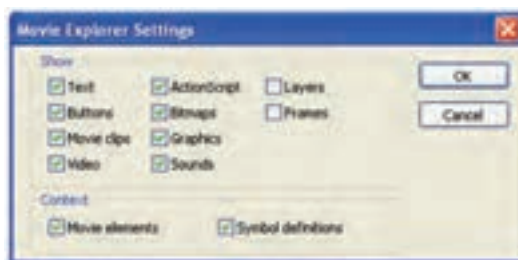 Movie Explorer Settings
Show
Text ActionScript Layers
Buttons Bitmaps Frames
Movie clips Graphics
Video Sounds
OK
Cancel
Context
Movie elements Symbol definitions